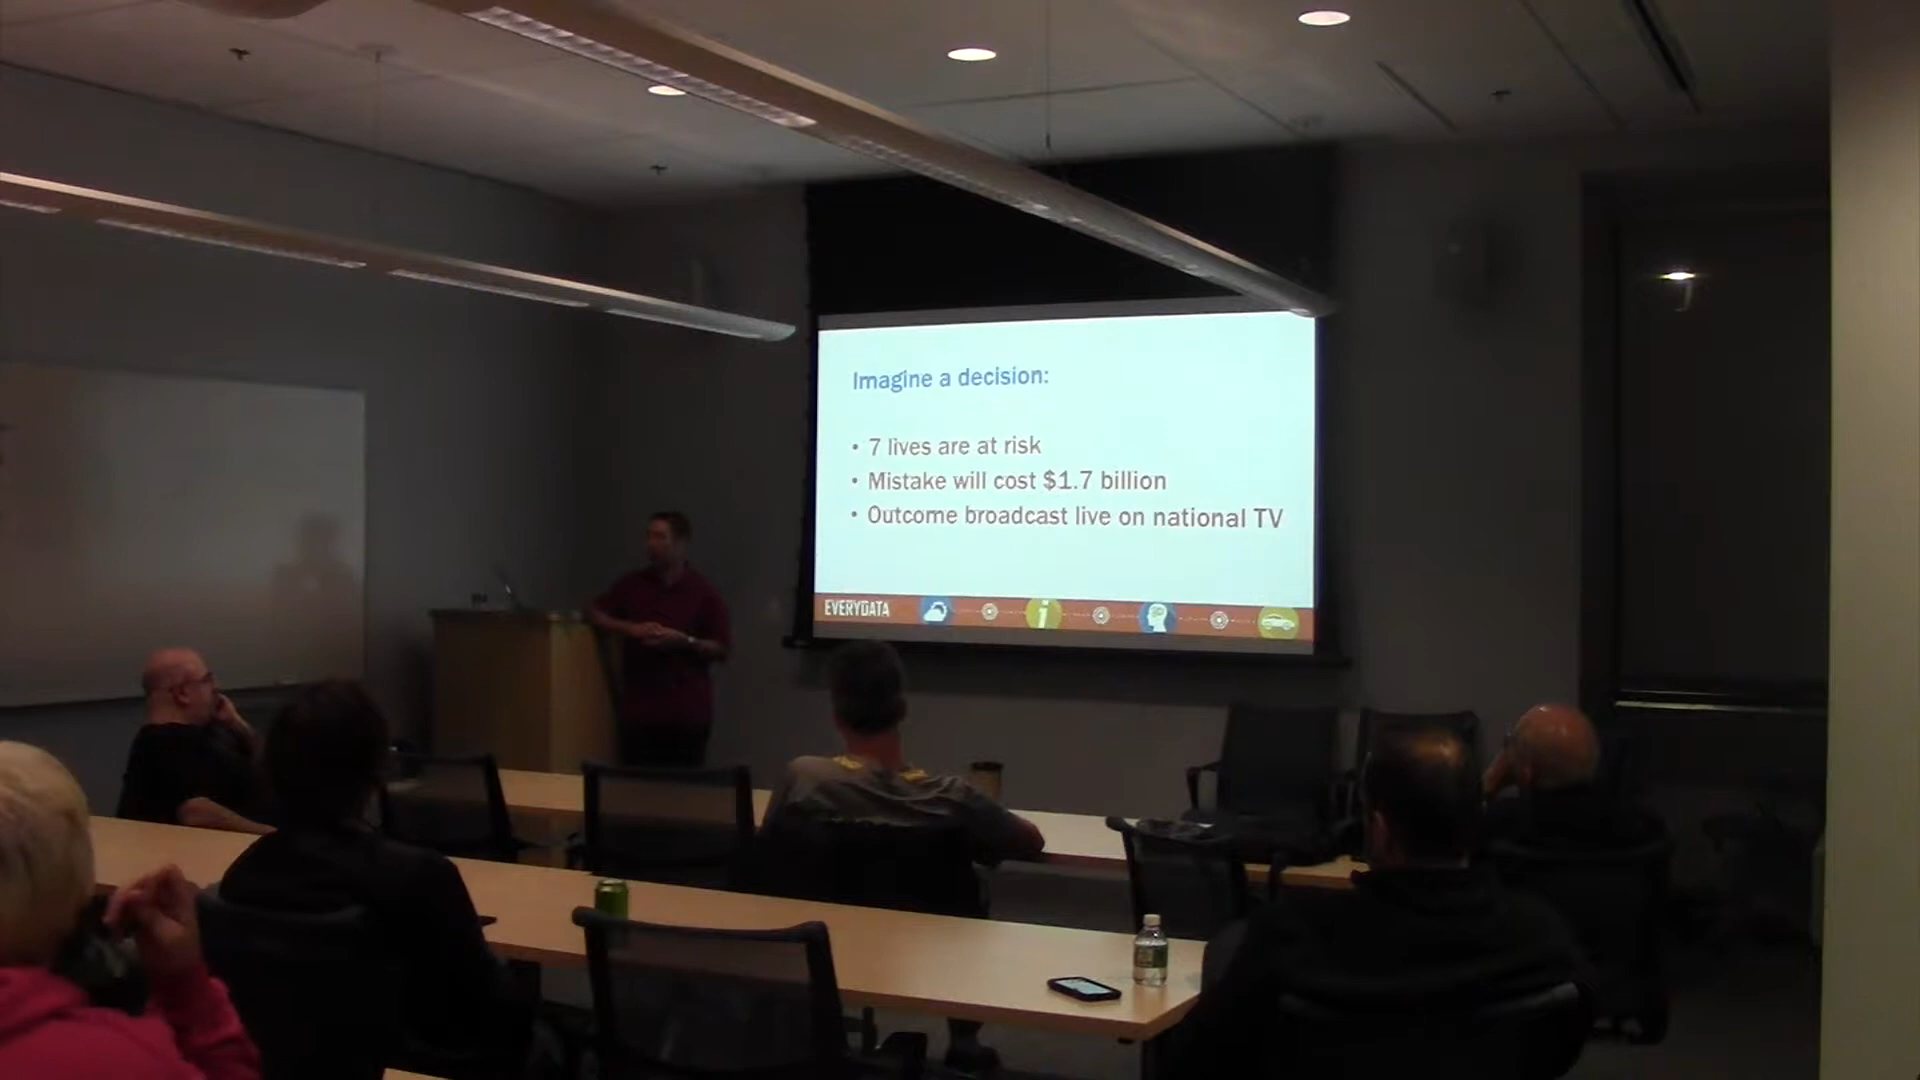 Imagine a decision:
• 7 lives are at risk
• Mistake will cost $1.7 billion
• Outcome broadcast live on national TV
EVERYDATA